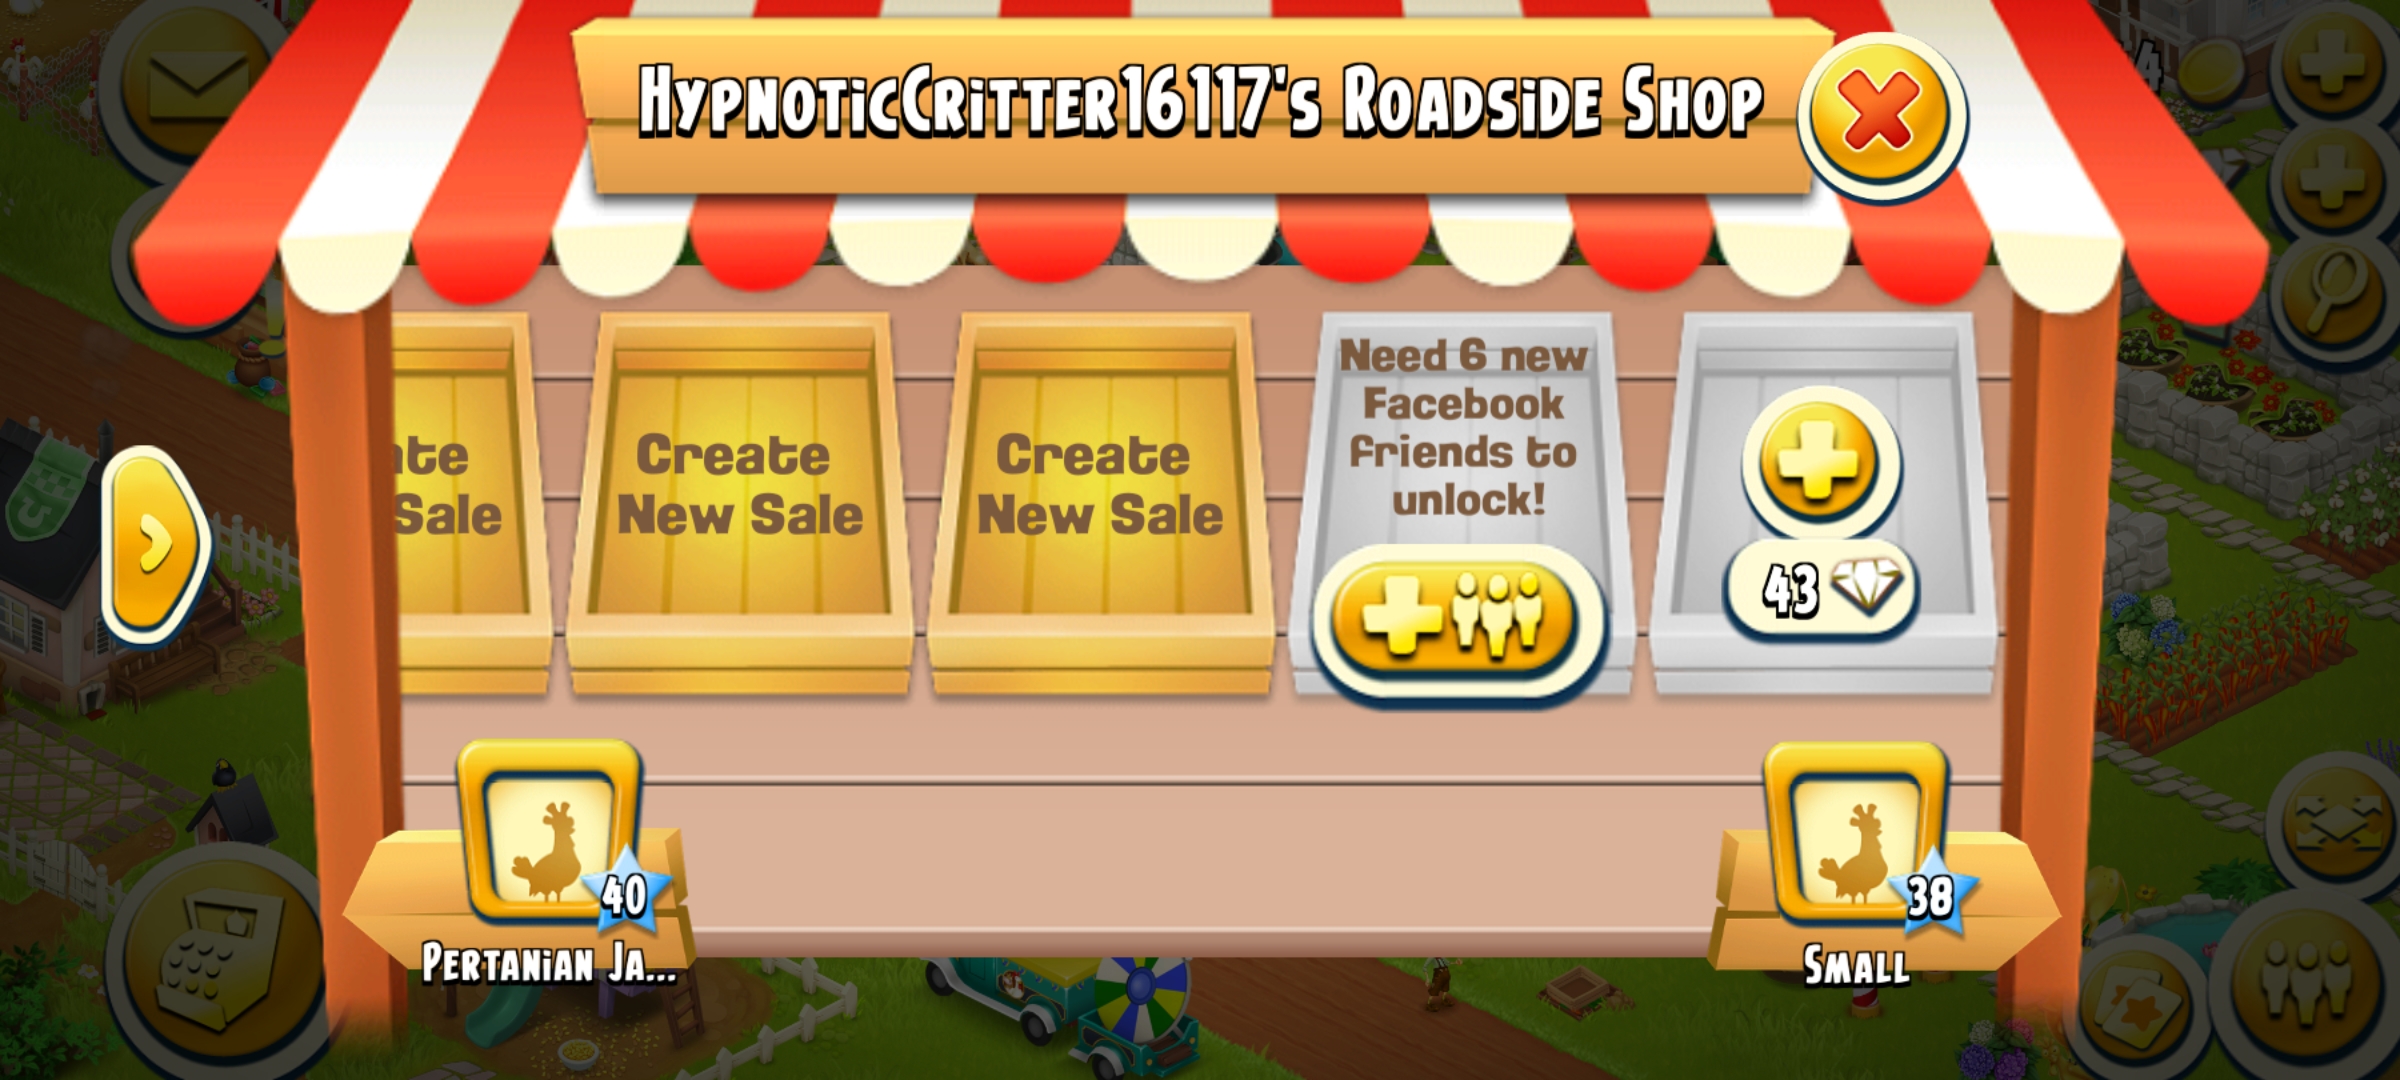 HypnoticCritter16117's Roadside Shop
ate
Sale
Create
New Sale
Create
New Sale
Need 6 new
Facebook
friends to
unlock!
43
40
Pertanian Ja...
38
Small